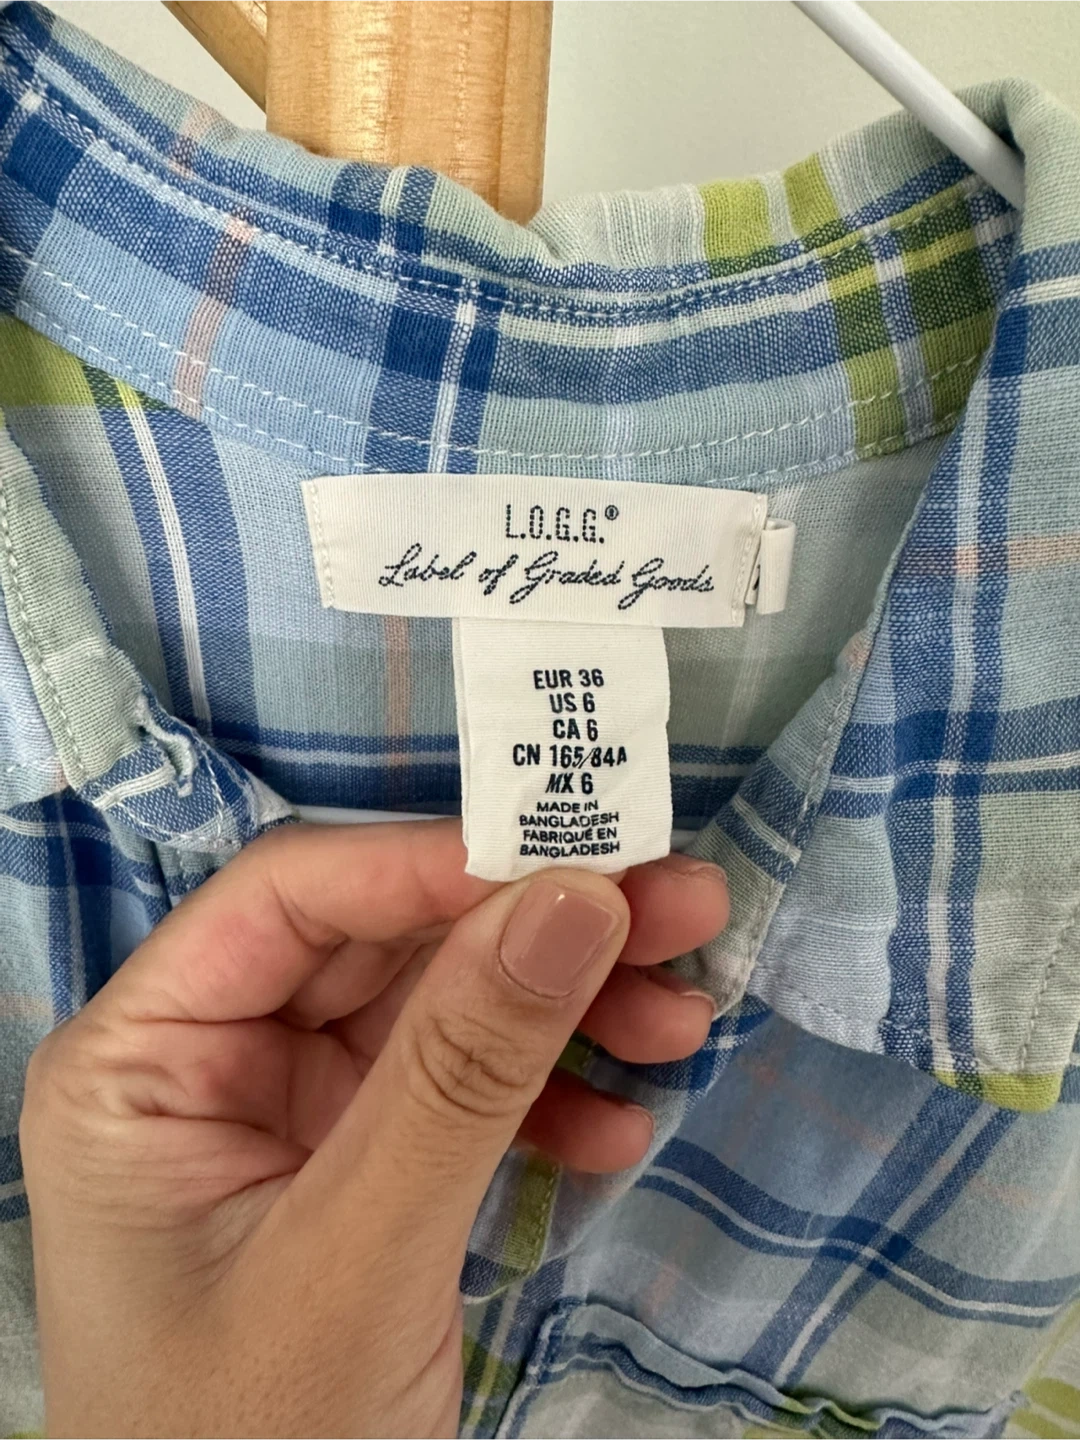 L.O.G.G.®
Label of Graded Goods
EUR 36
US 6
CA 6
CN 165/84A
MX 6
MADE IN
BANGLADESH
FABRIQUÉ EN
BANGLADESH